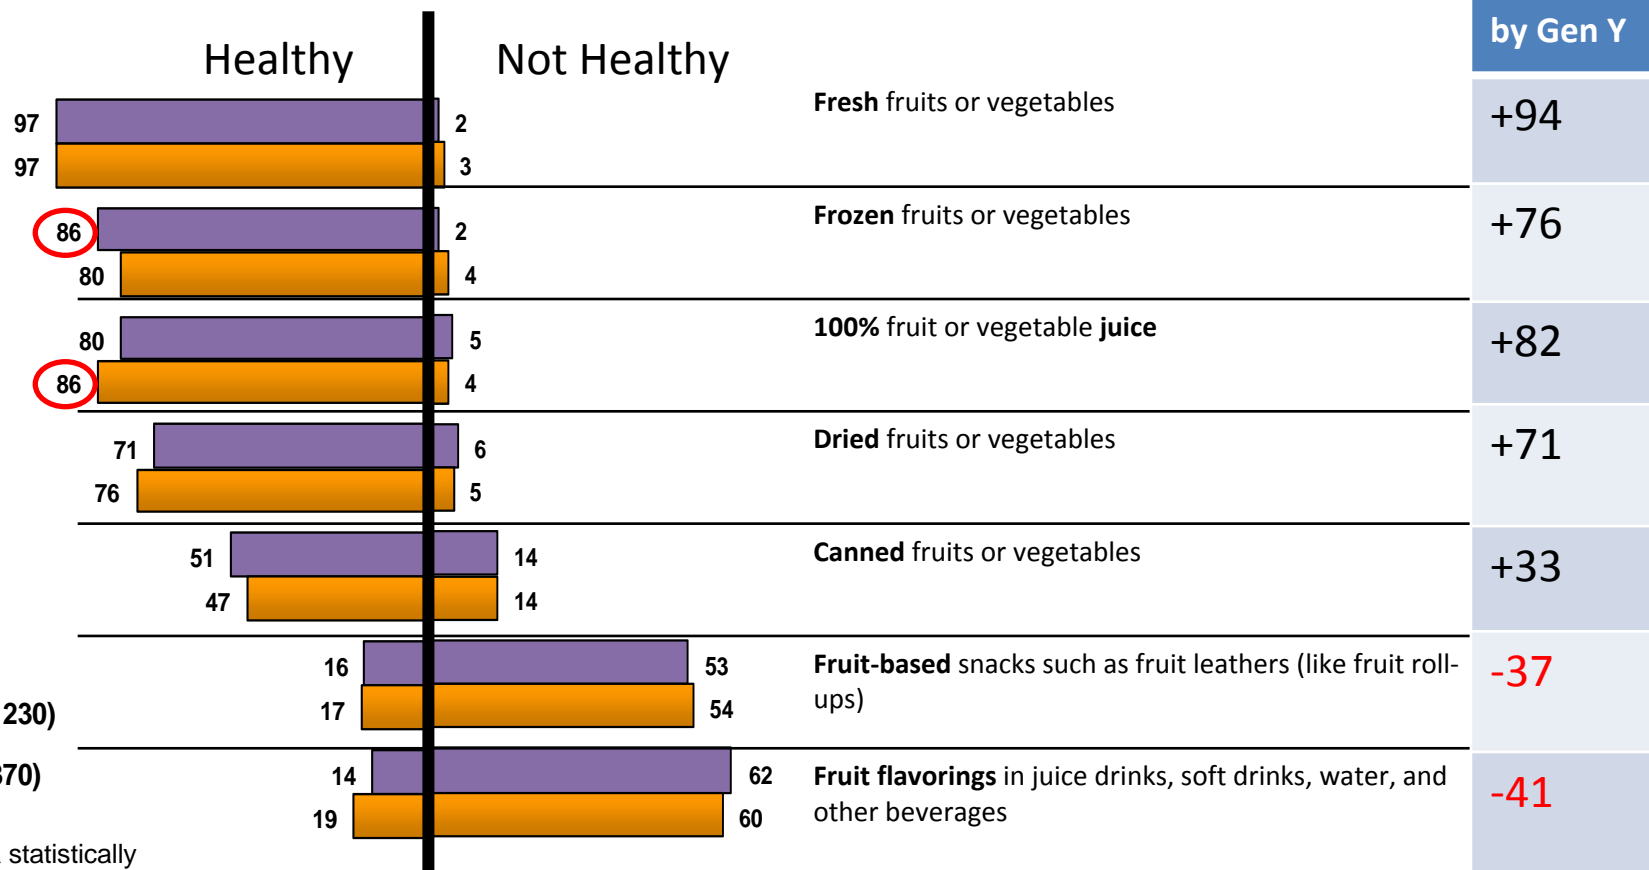 by Gen Y
Healthy
Not Healthy
97
2
Fresh fruits or vegetables
+94
97
3
86
2
Frozen fruits or vegetables
+76
80
4
80
5
100% fruit or vegetable juice
+82
86
4
71
6
Dried fruits or vegetables
+71
76
5
51
14
Canned fruits or vegetables
+33
47
14
16
53
Fruit-based snacks such as fruit leathers (like fruit roll-
ups)
-37
17
54
230)
14
62
Fruit flavorings in juice drinks, soft drinks, water, and
other beverages
-41
370)
19
60
statistically